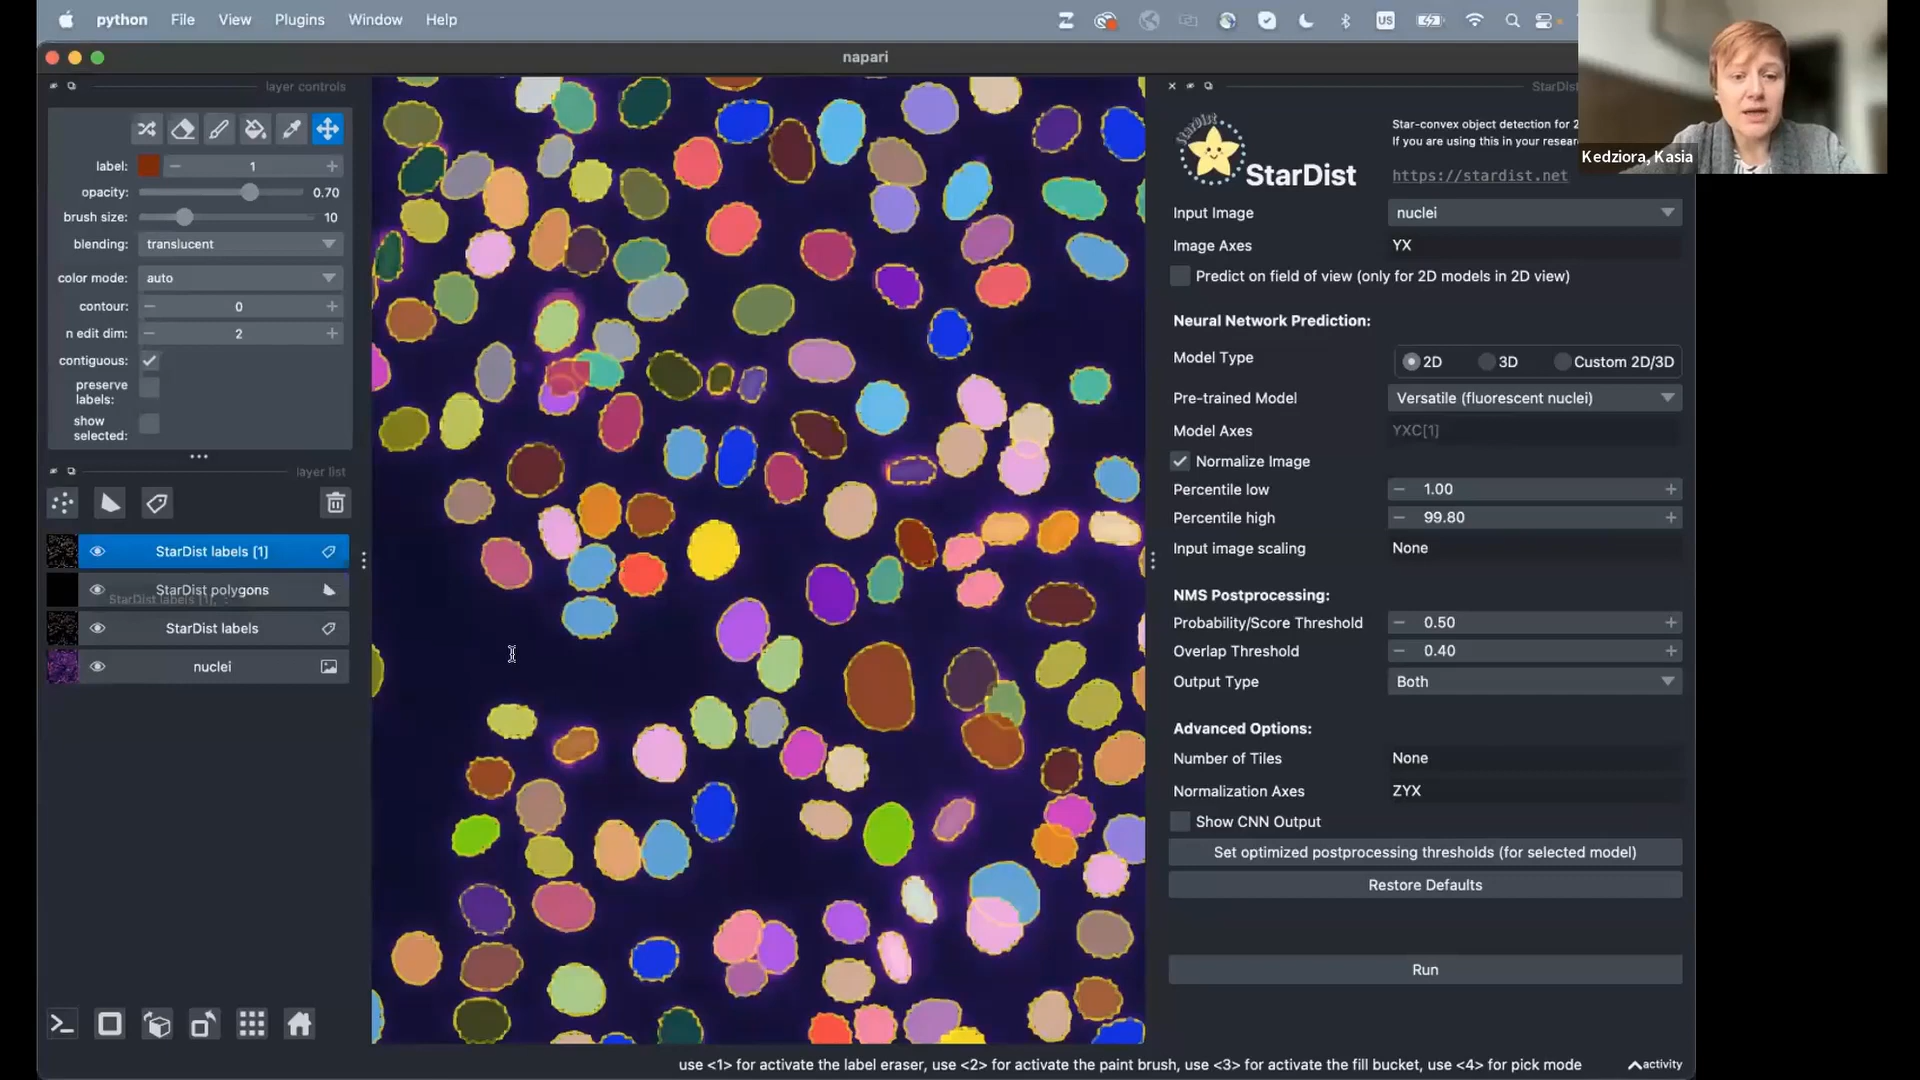 python File View Plugins Window Help
US
napari
layer controls
StarDist
label: 1
opacity: 0.70
brush size: 10
blending: translucent
color mode: auto
contour: 0
n edit dim: 2
contiguous:
preserve
labels:
show
selected:
layer list
StarDist labels [1]
StarDist polygons
StarDist labels [1],
StarDist labels
nuclei
StarDist
StarDist
Star-convex object detection for 2
If you are using this in your resear
https://stardist.net
Kedziora, Kasia
Input Image nuclei
Image Axes YX
Predict on field of view (only for 2D models in 2D view)
Neural Network Prediction:
Model Type 2D 3D Custom 2D/3D
Pre-trained Model Versatile (fluorescent nuclei)
Model Axes YXC[1]
Normalize Image
Percentile low 1.00
Percentile high 99.80
Input image scaling None
NMS Postprocessing:
Probability/Score Threshold 0.50
Overlap Threshold 0.40
Output Type Both
Advanced Options:
Number of Tiles None
Normalization Axes ZYX
Show CNN Output
Set optimized postprocessing thresholds (for selected model)
Restore Defaults
Run
use <1> for activate the label eraser, use <2> for activate the paint brush, use <3> for activate the fill bucket, use <4> for pick mode
activity